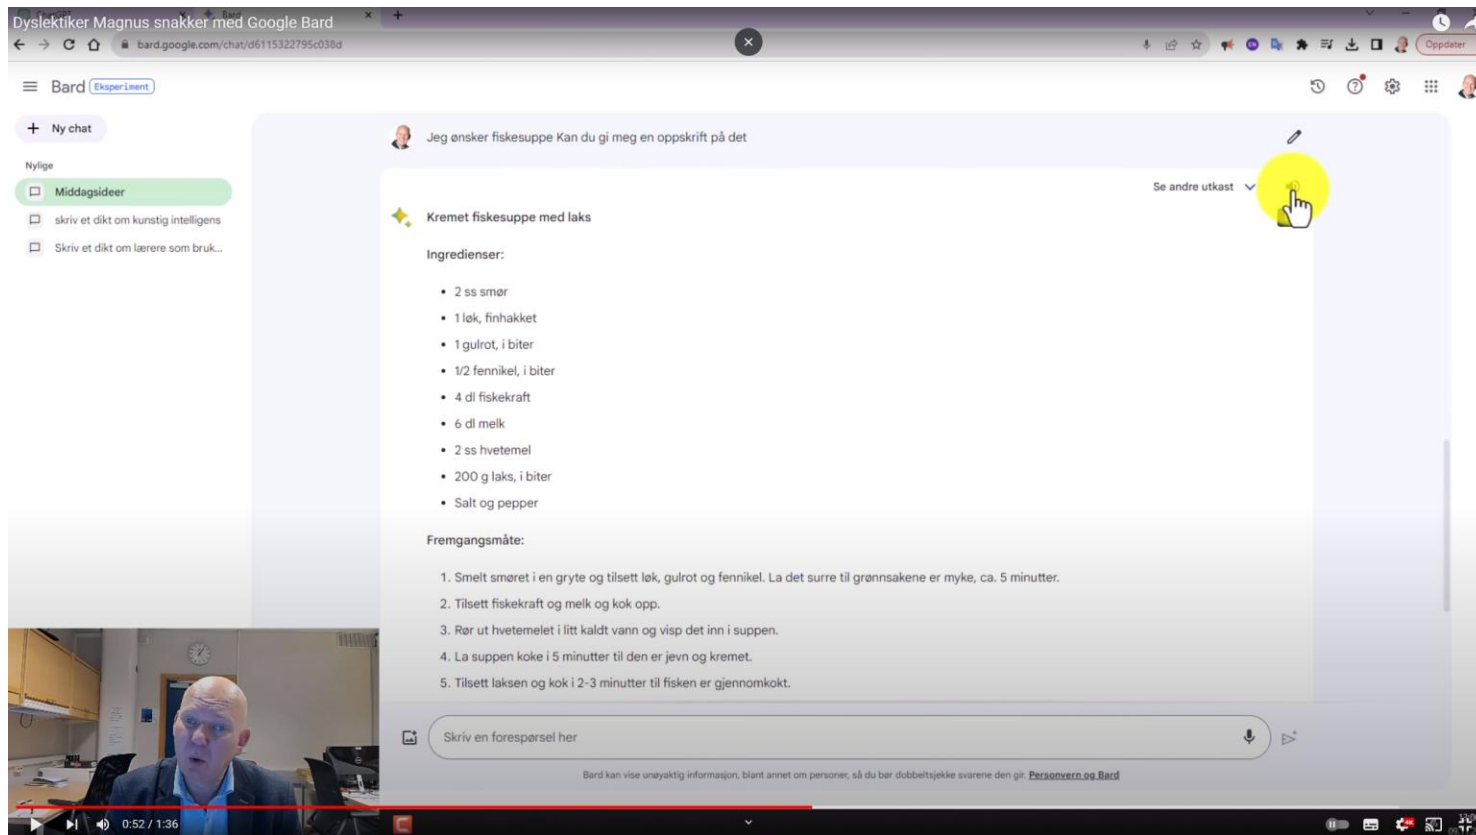 Dyslektiker Magnus snakker med Google Bard
bard.google.com/chat/d6115322795c038d
Oppdater
Bard Eksperiment
Ny chat
Nylige
Middagsideer
skriv et dikt om kunstig intelligens
Skriv et dikt om lærere som bruk...
Jeg ønsker fiskesuppe Kan du gi meg en oppskrift på det
Se andre utkast
Kremet fiskesuppe med laks
Ingredienser:
• 2 ss smør
• 1 løk, finhakket
• 1 gulrot, i biter
• 1/2 fennikel, i biter
• 4 dl fiskekraft
• 6 dl melk
• 2 ss hvetemel
• 200 g laks, i biter
• Salt og pepper
Fremgangsmåte:
1. Smelt smøret i en gryte og tilsett løk, gulrot og fennikel. La det surre til grønnsakene er myke, ca. 5 minutter.
2. Tilsett fiskekraft og melk og kok opp.
3. Rør ut hvetemelet i litt kaldt vann og visp det inn i suppen.
4. La suppen koke i 5 minutter til den er jevn og kremet.
5. Tilsett laksen og kok i 2-3 minutter til fisken er gjennomkokt.
Skriv en forespørsel her
Bard kan vise unøyaktig informasjon, blant annet om personer, så du bør dobbeltsjekke svarene den gir. Personvern og Bard
0:52 / 1:36
4K